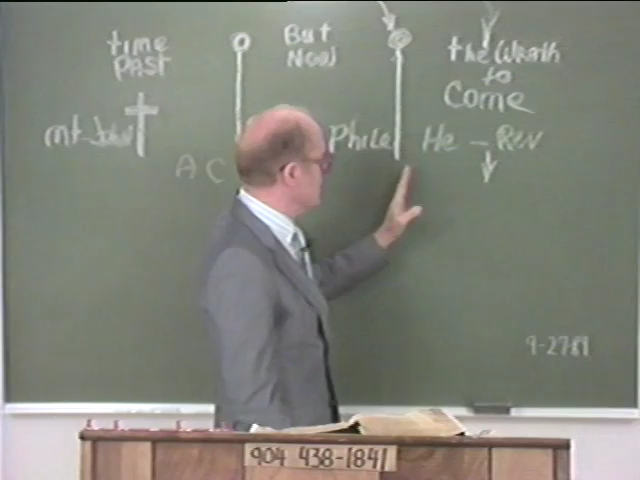 time
Past
But
Now
the Wrath
to
Come
mt-John
Phile
He - Rev
AC
9-27-89
904 438-1841